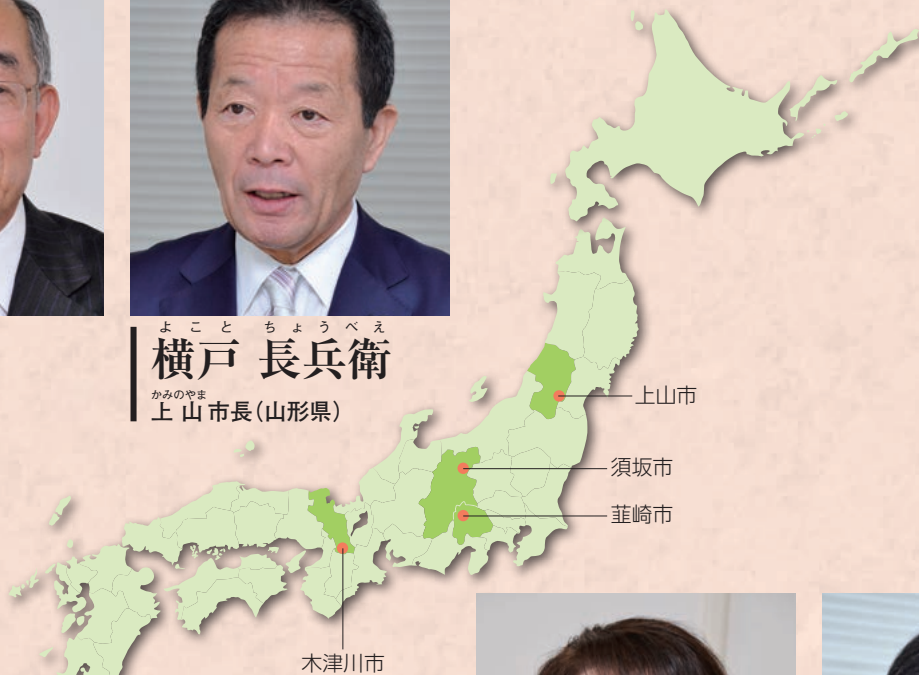 よこと ちょうべえ
横戸 長兵衛
かみのやま
上山市長(山形県)
上山市
須坂市
韮崎市
木津川市